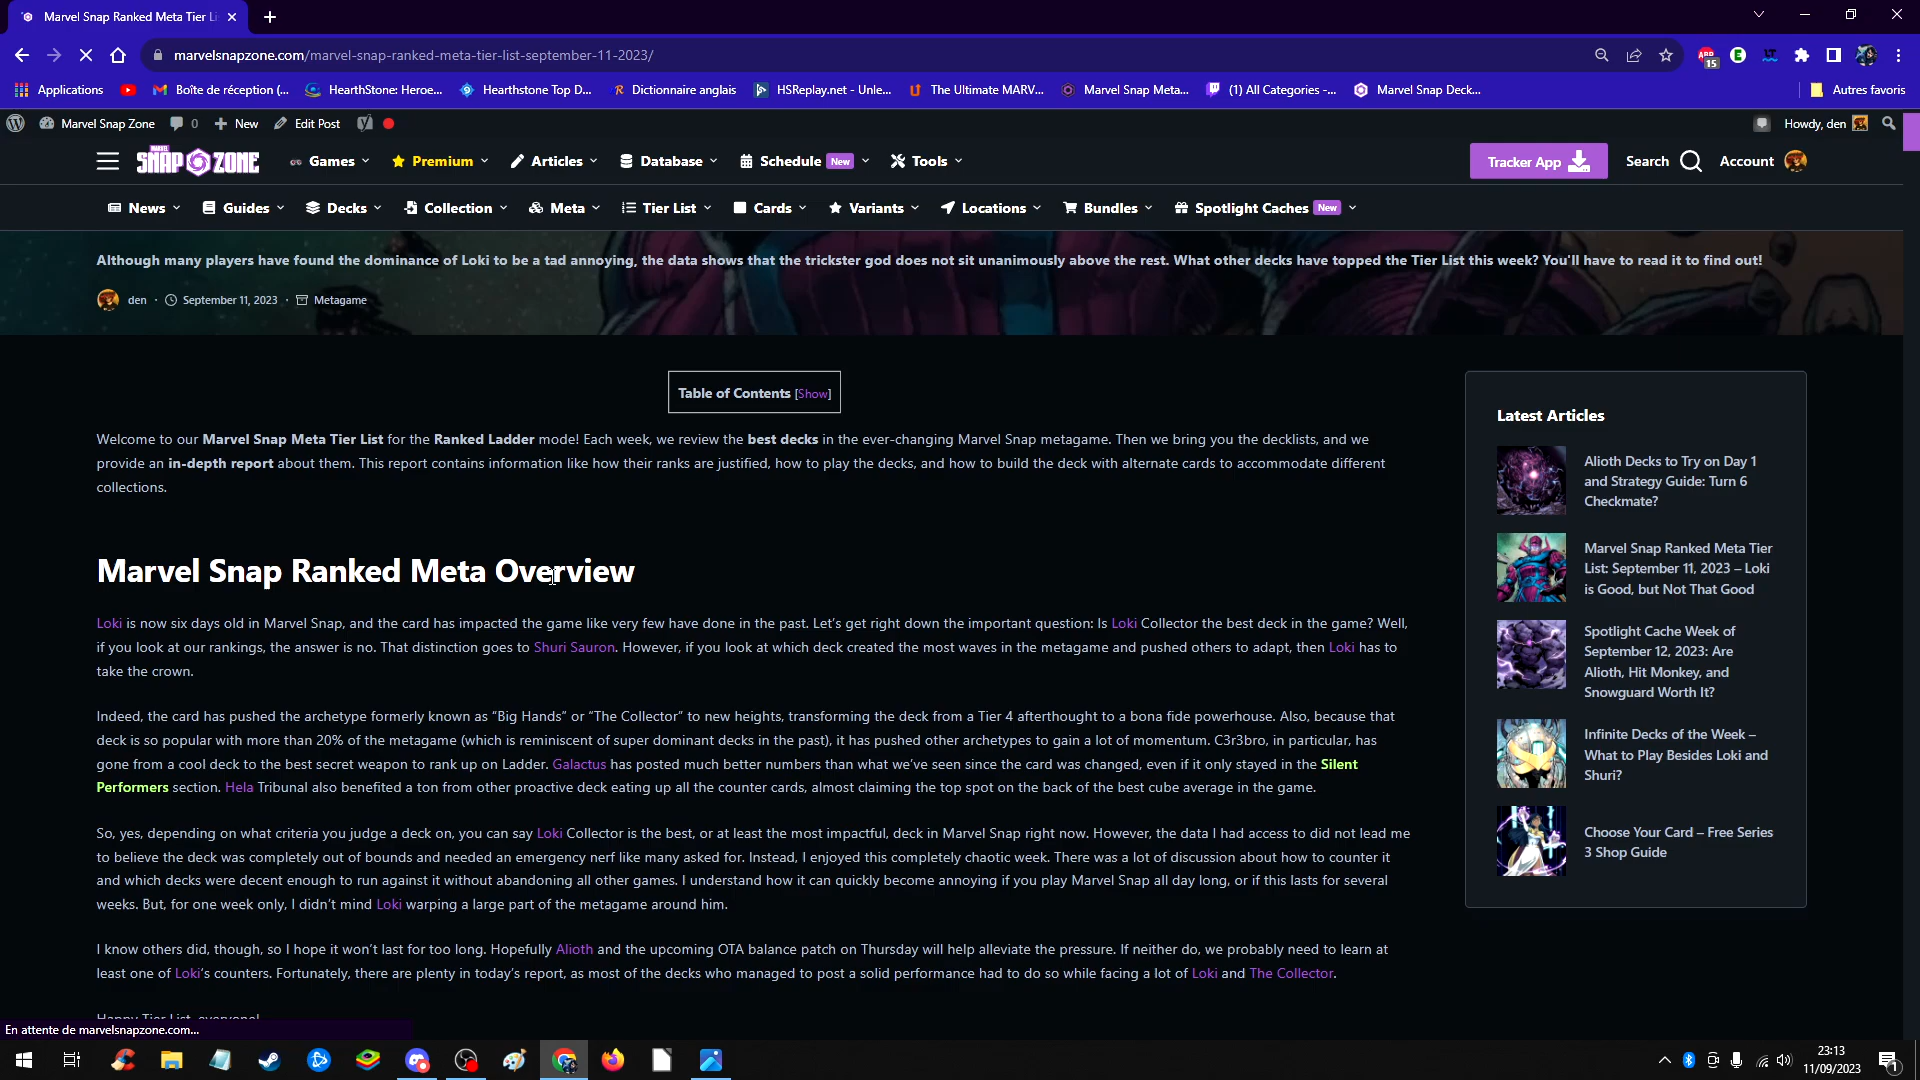 Marvel Snap Ranked Meta Tier Li
marvelsnapzone.com/marvel-snap-ranked-meta-tier-list-september-11-2023/
15
Applications
Boîte de réception (...
HearthStone: Heroe...
Hearthstone Top D...
Dictionnaire anglais
HSReplay.net - Unle...
The Ultimate MARV...
Marvel Snap Meta...
(1) All Categories -...
Marvel Snap Deck...
Autres favoris
Marvel Snap Zone
0
New
Edit Post
Howdy, den
MARVEL
SNAP ZONE
Games
Premium
Articles
Database
Schedule New
Tools
Tracker App
Search
Account
News
Guides
Decks
Collection
Meta
Tier List
Cards
Variants
Locations
Bundles
Spotlight Caches New
Although many players have found the dominance of Loki to be a tad annoying, the data shows that the trickster god does not sit unanimously above the rest. What other decks have topped the Tier List this week? You'll have to read it to find out!
den · September 11, 2023 · Metagame
Table of Contents [Show]
Welcome to our Marvel Snap Meta Tier List for the Ranked Ladder mode! Each week, we review the best decks in the ever-changing Marvel Snap metagame. Then we bring you the decklists, and we
provide an in-depth report about them. This report contains information like how their ranks are justified, how to play the decks, and how to build the deck with alternate cards to accommodate different
collections.
Marvel Snap Ranked Meta Overview
Loki is now six days old in Marvel Snap, and the card has impacted the game like very few have done in the past. Let's get right down the important question: Is Loki Collector the best deck in the game? Well,
if you look at our rankings, the answer is no. That distinction goes to Shuri Sauron. However, if you look at which deck created the most waves in the metagame and pushed others to adapt, then Loki has to
take the crown.
Indeed, the card has pushed the archetype formerly known as “Big Hands” or “The Collector” to new heights, transforming the deck from a Tier 4 afterthought to a bona fide powerhouse. Also, because that
deck is so popular with more than 20% of the metagame (which is reminiscent of super dominant decks in the past), it has pushed other archetypes to gain a lot of momentum. C3r3bro, in particular, has
gone from a cool deck to the best secret weapon to rank up on Ladder. Galactus has posted much better numbers than what we've seen since the card was changed, even if it only stayed in the Silent
Performers section. Hela Tribunal also benefited a ton from other proactive deck eating up all the counter cards, almost claiming the top spot on the back of the best cube average in the game.
So, yes, depending on what criteria you judge a deck on, you can say Loki Collector is the best, or at least the most impactful, deck in Marvel Snap right now. However, the data I had access to did not lead me
to believe the deck was completely out of bounds and needed an emergency nerf like many asked for. Instead, I enjoyed this completely chaotic week. There was a lot of discussion about how to counter it
and which decks were decent enough to run against it without abandoning all other games. I understand how it can quickly become annoying if you play Marvel Snap all day long, or if this lasts for several
weeks. But, for one week only, I didn't mind Loki warping a large part of the metagame around him.
I know others did, though, so I hope it won't last for too long. Hopefully Alioth and the upcoming OTA balance patch on Thursday will help alleviate the pressure. If neither do, we probably need to learn at
least one of Loki's counters. Fortunately, there are plenty in today's report, as most of the decks who managed to post a solid performance had to do so while facing a lot of Loki and The Collector.
Happy Tier List, everyone!
Latest Articles
Alioth Decks to Try on Day 1
and Strategy Guide: Turn 6
Checkmate?
Marvel Snap Ranked Meta Tier
List: September 11, 2023 – Loki
is Good, but Not That Good
Spotlight Cache Week of
September 12, 2023: Are
Alioth, Hit Monkey, and
Snowguard Worth It?
Infinite Decks of the Week –
What to Play Besides Loki and
Shuri?
Choose Your Card – Free Series
3 Shop Guide
En attente de marvelsnapzone.com...
23:13
11/09/2023
1